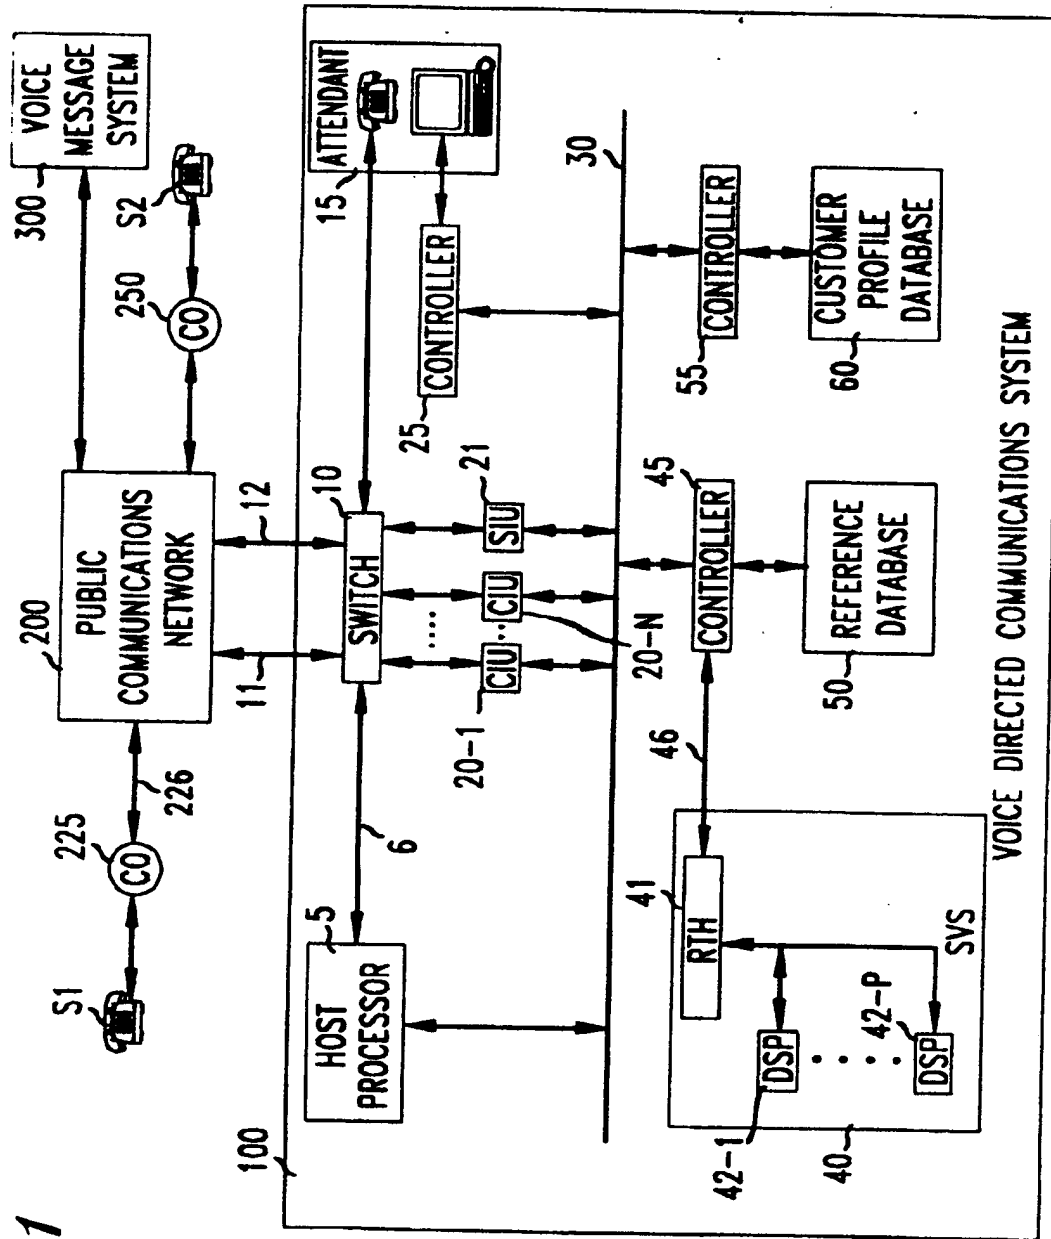 1
300
VOICE
MESSAGE
SYSTEM
S1
225
CO
226
200
PUBLIC
COMMUNICATIONS
NETWORK
250
CO
S2
100
11
12
HOST
PROCESSOR
5
6
SWITCH
10
15
ATTENDANT
20-1
CIU
....
...
CIU
20-N
SIU
21
25
CONTROLLER
30
41
RTH
46
CONTROLLER
45
55
CONTROLLER
42-1
DSP
. . . .
42-P
DSP
SVS
40
50
REFERENCE
DATABASE
60
CUSTOMER
PROFILE
DATABASE
VOICE DIRECTED COMMUNICATIONS SYSTEM